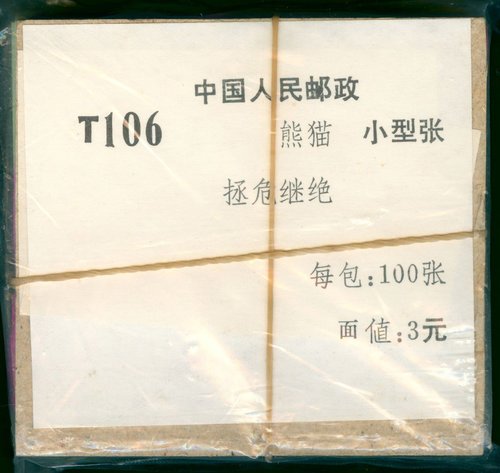 中国人民邮政
T106 熊猫 小型张
拯危继绝
每包:100张
面值:3元